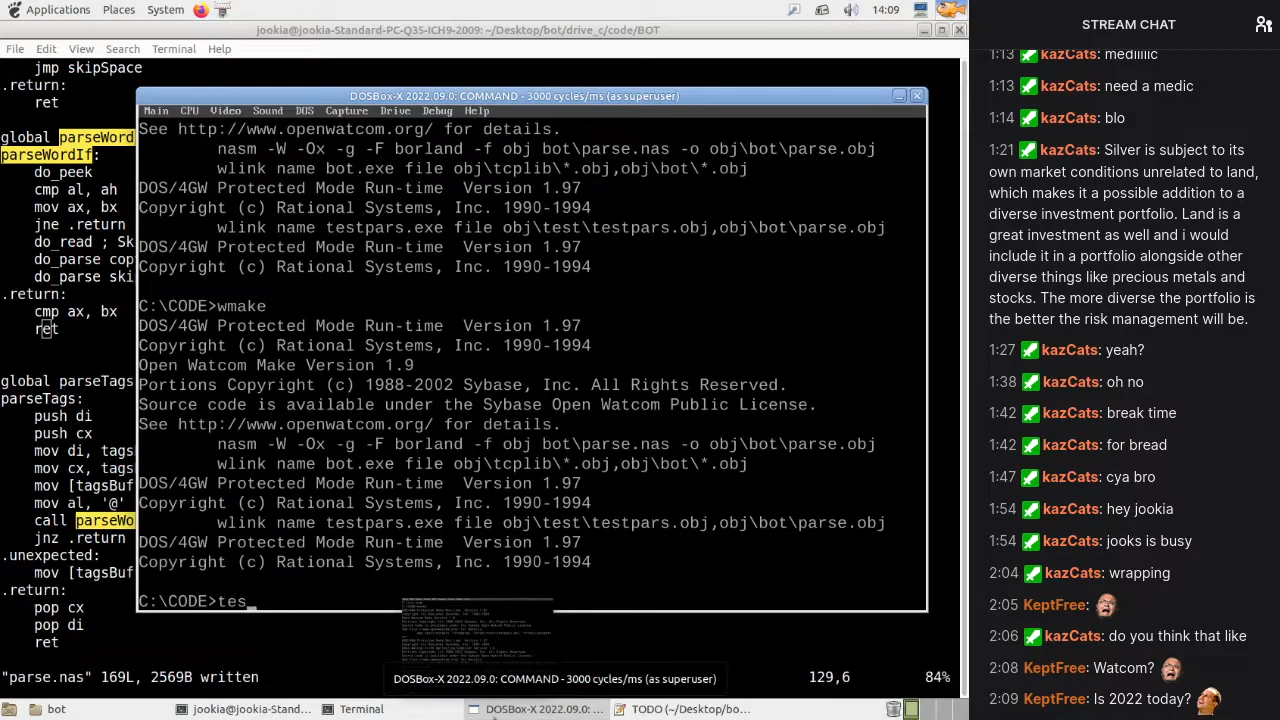 Applications Places System 14:09
jookia@jookia-Standard-PC-Q35-ICH9-2009: ~/Desktop/bot/drive_c/code/BOT
File Edit View Search Terminal Help
jmp skipSpace
.return:
ret
global parseWord
parseWordIf:
do_peek
cmp al, ah
mov ax, bx
jne .return
do_read ; Sk
do_parse cop
do_parse ski
.return:
cmp ax, bx
ret
global parseTags
parseTags:
push di
push cx
mov di, tags
mov cx, tags
mov [tagsBuf
mov al, '@'
call parseWo
jnz .return
.unexpected:
mov [tagsBuf
.return:
pop cx
pop di
ret
"parse.nas" 169L, 2569B written 129,6 84%
DOSBox-X 2022.09.0: COMMAND - 3000 cycles/ms (as superuser)
Main CPU Video Sound DOS Capture Drive Debug Help
See http://www.openwatcom.org/ for details.
nasm -W -Ox -g -F borland -f obj bot\parse.nas -o obj\bot\parse.obj
wlink name bot.exe file obj\tcplib\*.obj,obj\bot\*.obj
DOS/4GW Protected Mode Run-time Version 1.97
Copyright (c) Rational Systems, Inc. 1990-1994
wlink name testpars.exe file obj\test\testpars.obj,obj\bot\parse.obj
DOS/4GW Protected Mode Run-time Version 1.97
Copyright (c) Rational Systems, Inc. 1990-1994
C:\CODE>wmake
DOS/4GW Protected Mode Run-time Version 1.97
Copyright (c) Rational Systems, Inc. 1990-1994
Open Watcom Make Version 1.9
Portions Copyright (c) 1988-2002 Sybase, Inc. All Rights Reserved.
Source code is available under the Sybase Open Watcom Public License.
See http://www.openwatcom.org/ for details.
nasm -W -Ox -g -F borland -f obj bot\parse.nas -o obj\bot\parse.obj
wlink name bot.exe file obj\tcplib\*.obj,obj\bot\*.obj
DOS/4GW Protected Mode Run-time Version 1.97
Copyright (c) Rational Systems, Inc. 1990-1994
wlink name testpars.exe file obj\test\testpars.obj,obj\bot\parse.obj
DOS/4GW Protected Mode Run-time Version 1.97
Copyright (c) Rational Systems, Inc. 1990-1994
C:\CODE>tes_
DOSBox-X 2022.09.0: COMMAND - 3000 cycles/ms (as superuser)
bot jookia@jookia-Stand... Terminal DOSBox-X 2022.09.0: ... TODO (~/Desktop/bo...
STREAM CHAT
1:13 kazCats: mediiiiic
1:13 kazCats: need a medic
1:14 kazCats: blo
1:21 kazCats: Silver is subject to its
own market conditions unrelated to land,
which makes it a possible addition to a
diverse investment portfolio. Land is a
great investment as well and i would
include it in a portfolio alongside other
diverse things like precious metals and
stocks. The more diverse the portfolio is
the better the risk management will be.
1:27 kazCats: yeah?
1:38 kazCats: oh no
1:42 kazCats: break time
1:42 kazCats: for bread
1:47 kazCats: cya bro
1:54 kazCats: hey jookia
1:54 kazCats: jooks is busy
2:04 kazCats: wrapping
2:05 KeptFree:
2:06 kazCats: do you talk that like
2:08 KeptFree: Watcom?
2:09 KeptFree: Is 2022 today?